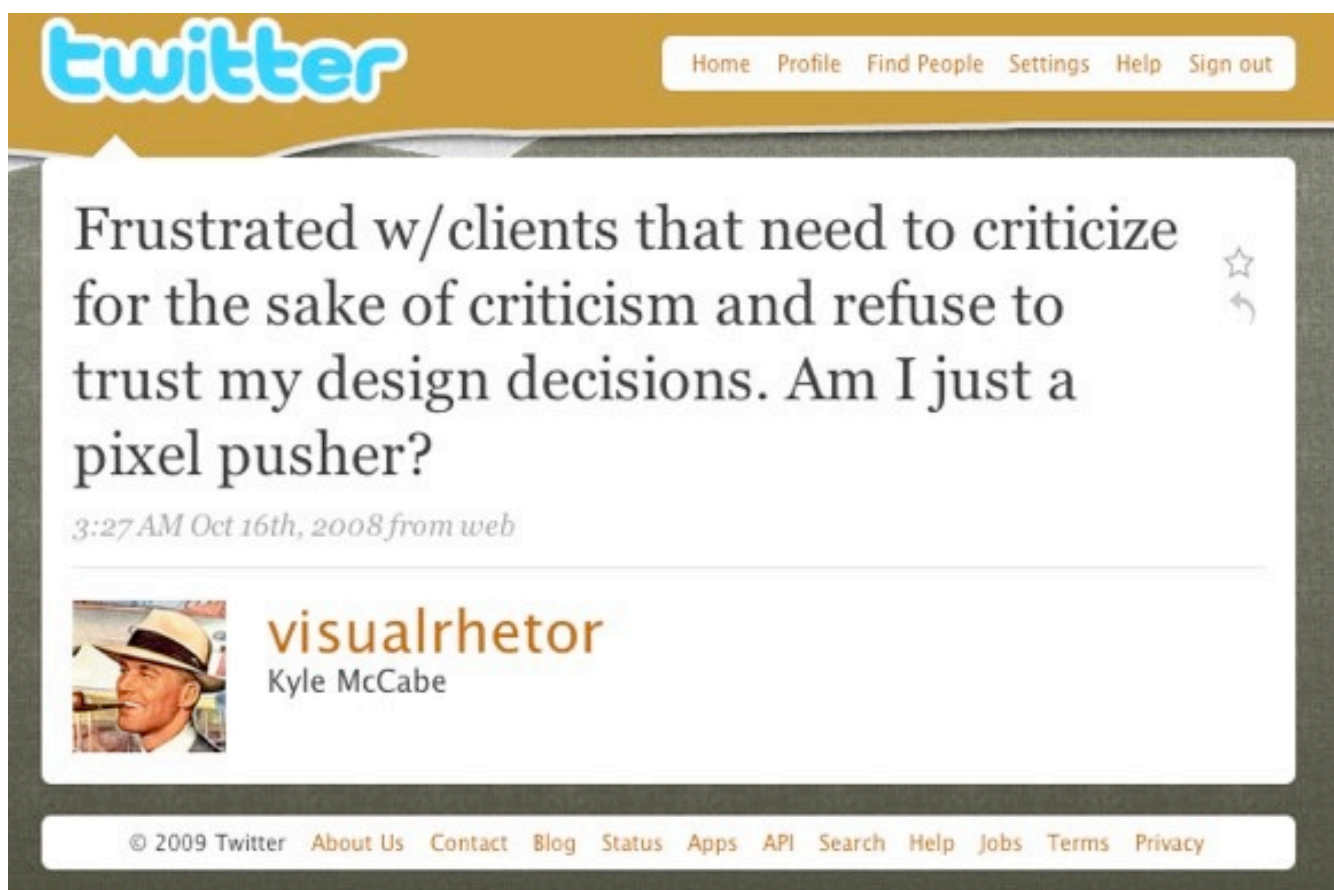 twitter
Home Profile Find People Settings Help Sign out
Frustrated w/clients that need to criticize
for the sake of criticism and refuse to
trust my design decisions. Am I just a
pixel pusher?
3:27 AM Oct 16th, 2008 from web
visualrhetor
Kyle McCabe
© 2009 Twitter About Us Contact Blog Status Apps API Search Help Jobs Terms Privacy